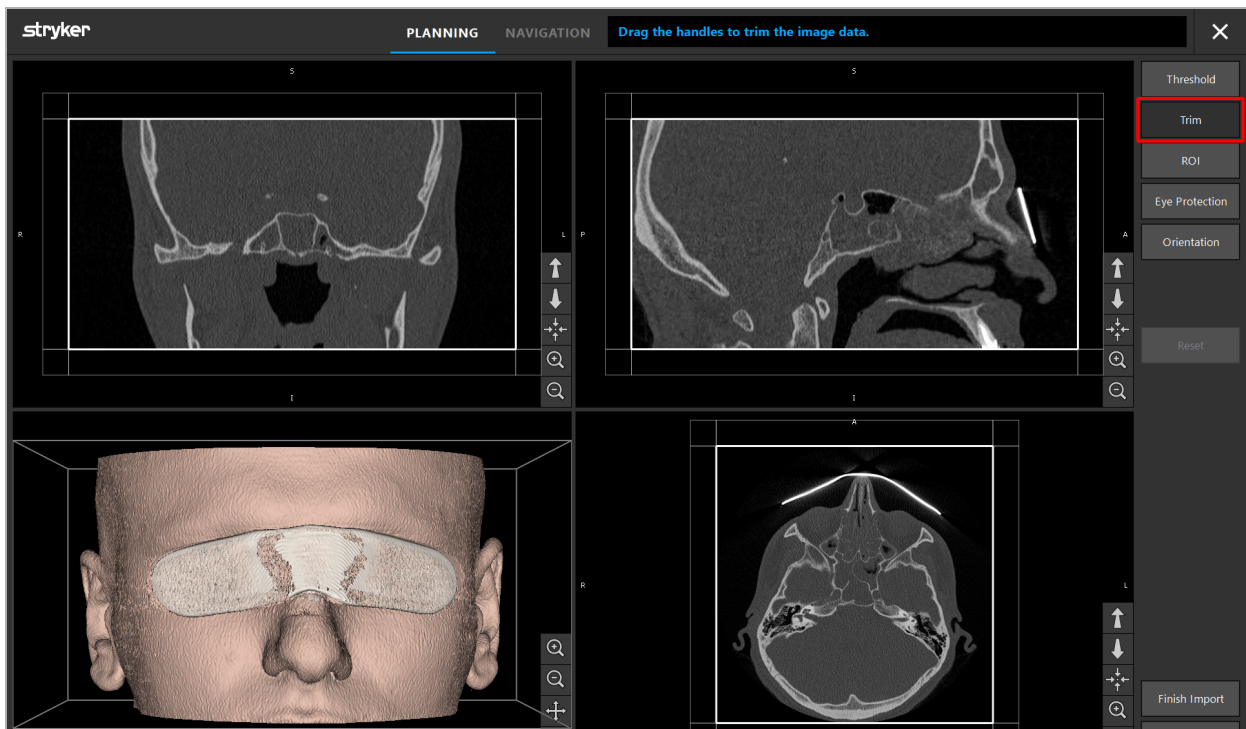 stryker
PLANNING NAVIGATION Drag the handles to trim the image data.
S
S
Threshold
Trim
ROI
Eye Protection
R
L
P
A
Orientation
Reset
I
I
A
R
L
Finish Import